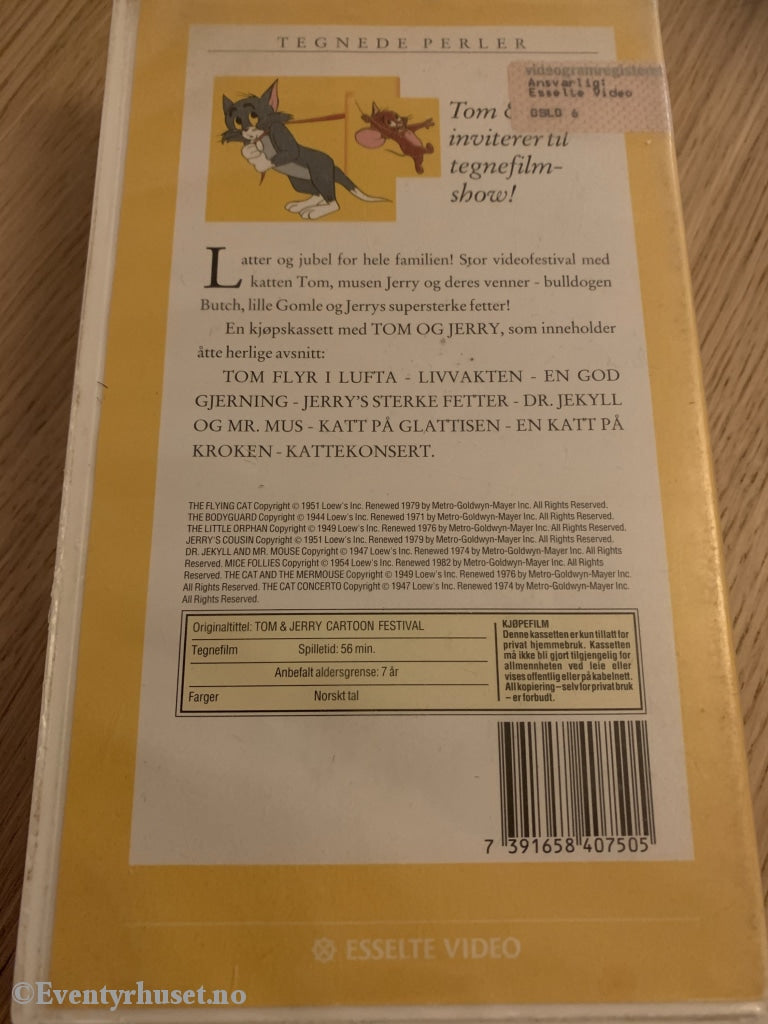 TEGNEDE PERLER
videogramregisteret
Ansvarlig:
Esselte Video
OSLO 6
Tom &
inviterer til
tegnefilm-
show!
Latter og jubel for hele familien! Stor videofestival med
katten Tom, musen Jerry og deres venner - bulldogen
Butch, lille Gomle og Jerrys supersterke fetter!
En kjøpskassett med TOM OG JERRY, som inneholder
åtte herlige avsnitt:
TOM FLYR I LUFTA - LIVVAKTEN - EN GOD
GJERNING - JERRY'S STERKE FETTER - DR. JEKYLL
OG MR. MUS - KATT PÅ GLATTISEN - EN KATT PÅ
KROKEN - KATTEKONSERT.
THE FLYING CAT Copyright © 1951 Loew's Inc. Renewed 1979 by Metro-Goldwyn-Mayer Inc. All Rights Reserved.
THE BODYGUARD Copyright © 1944 Loew's Inc. Renewed 1971 by Metro-Goldwyn-Mayer Inc. All Rights Reserved.
THE LITTLE ORPHAN Copyright © 1949 Loew's Inc. Renewed 1976 by Metro-Goldwyn-Mayer Inc. All Rights Reserved.
JERRY'S COUSIN Copyright © 1951 Loew's Inc. Renewed 1979 by Metro-Goldwyn-Mayer Inc. All Rights Reserved.
DR. JEKYLL AND MR. MOUSE Copyright © 1947 Loew's Inc. Renewed 1974 by Metro-Goldwyn-Mayer Inc. All Rights
Reserved. MICE FOLLIES Copyright © 1954 Loew's Inc. Renewed 1982 by Metro-Goldwyn-Mayer Inc. All Rights
Reserved. THE CAT AND THE MERMOUSE Copyright © 1949 Loew's Inc. Renewed 1976 by Metro-Goldwyn-Mayer Inc.
All Rights Reserved. THE CAT CONCERTO Copyright © 1947 Loew's Inc. Renewed 1974 by Metro-Goldwyn-Mayer Inc.
All Rights Reserved.
Originaltittel: TOM & JERRY CARTOON FESTIVAL
Tegnefilm Spilletid: 56 min.
Anbefalt aldersgrense: 7 år
Farger Norskt tal
KJØPEFILM
Denne kassetten er kun tillatt for
privat hjemmebruk. Kassetten
må ikke bli gjort tilgjengelig for
allmennheten ved leie eller
vises offentlig eller på kabelnett.
All kopiering – selv for privat bruk
– er forbudt.
7 391658 407505
ESSELTE VIDEO
©Eventyrhuset.no